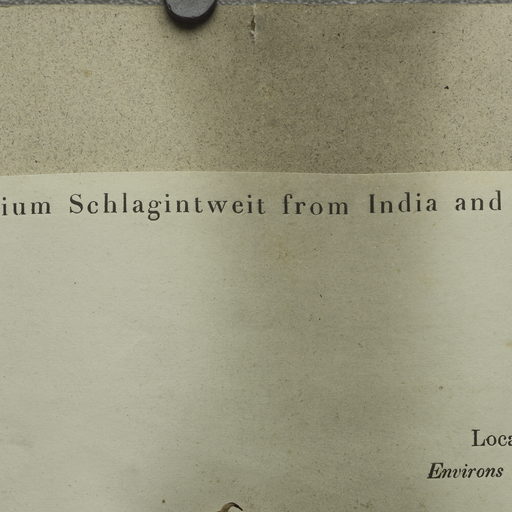 ium Schlagintweit from India and
Loca
Environs